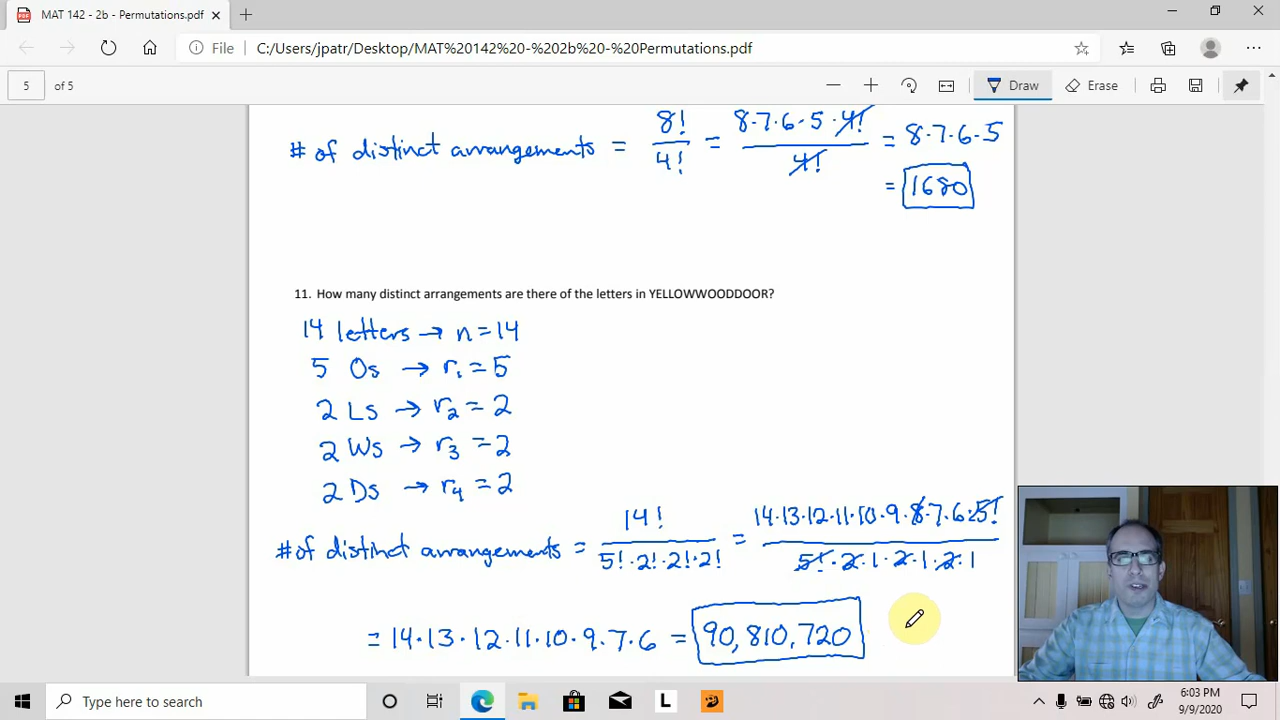 MAT 142 - 2b - Permutations.pdf
File C:/Users/jpatr/Desktop/MAT%20142%20-%202b%20-%20Permutations.pdf
5 of 5 Draw Erase
# of distinct arrangements = 8! / 4! = 8·7·6·5·4! / 4! = 8·7·6·5
= 1680
11. How many distinct arrangements are there of the letters in YELLOWWOODDOOR?
14 letters → n = 14
5 Os → r₁ = 5
2 Ls → r₂ = 2
2 Ws → r₃ = 2
2 Ds → r₄ = 2
# of distinct arrangements = 14! / 5!·2!·2!·2! = 14·13·12·11·10·9·8·7·6·5! / 5!·2·1·2·1·2·1
= 14·13·12·11·10·9·7·6 = 90,810,720
Type here to search
L
6:03 PM
9/9/2020